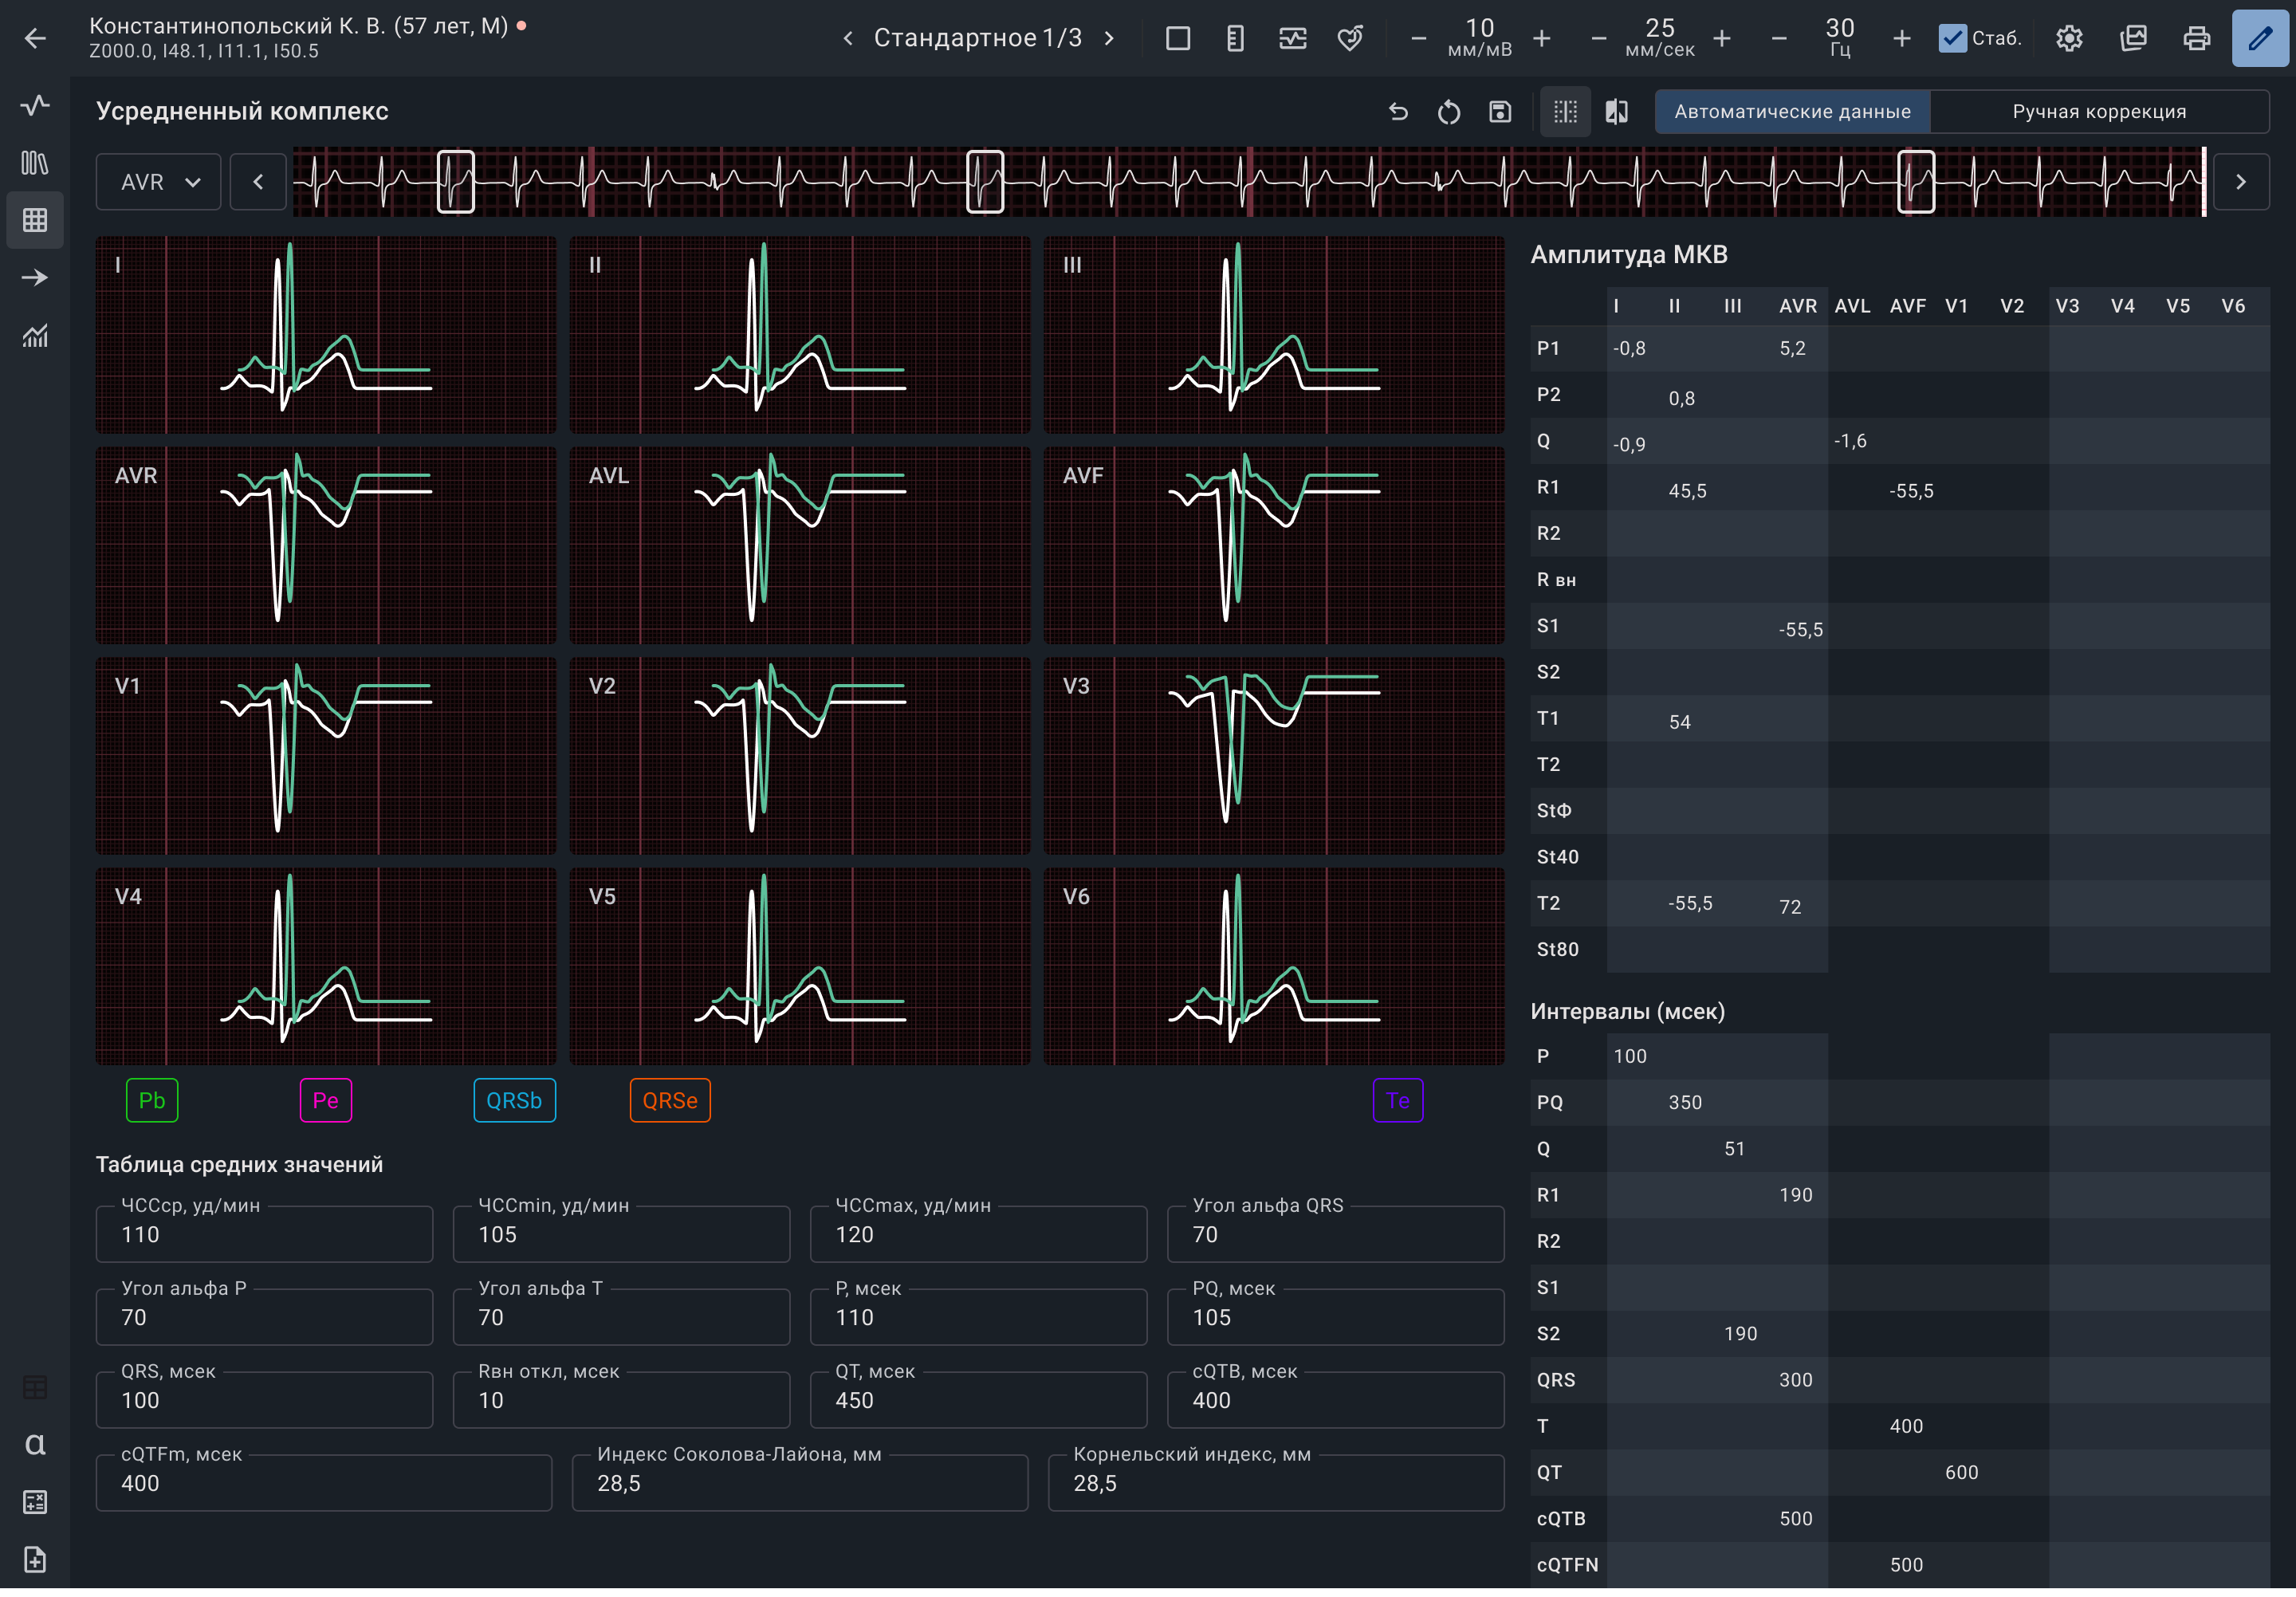 Константинопольский К. В. (57 лет, М)
Z000.0, I48.1, I11.1, I50.5
Стандартное 1/3
10
мм/мВ
25
мм/сек
30
Гц
Стаб.
Усредненный комплекс
Автоматические данные
Ручная коррекция
AVR
I
II
III
AVR
AVL
AVF
V1
V2
V3
V4
V5
V6
Pb
Pe
QRSb
QRSe
Te
Таблица средних значений
ЧССср, уд/мин
110
ЧССmin, уд/мин
105
ЧССmax, уд/мин
120
Угол альфа QRS
70
Угол альфа P
70
Угол альфа T
70
P, мсек
110
PQ, мсек
105
QRS, мсек
100
Rвн откл, мсек
10
QT, мсек
450
cQTB, мсек
400
cQTFm, мсек
400
Индекс Соколова-Лайона, мм
28,5
Корнельский индекс, мм
28,5
Амплитуда МКВ
I II III AVR AVL AVF V1 V2 V3 V4 V5 V6
P1 -0,8 5,2
P2 0,8
Q -0,9 -1,6
R1 45,5 -55,5
R2
R вн
S1 -55,5
S2
T1 54
T2
StФ
St40
T2 -55,5 72
St80
Интервалы (мсек)
P 100
PQ 350
Q 51
R1 190
R2
S1
S2 190
QRS 300
T 400
QT 600
cQTB 500
cQTFN 500
α